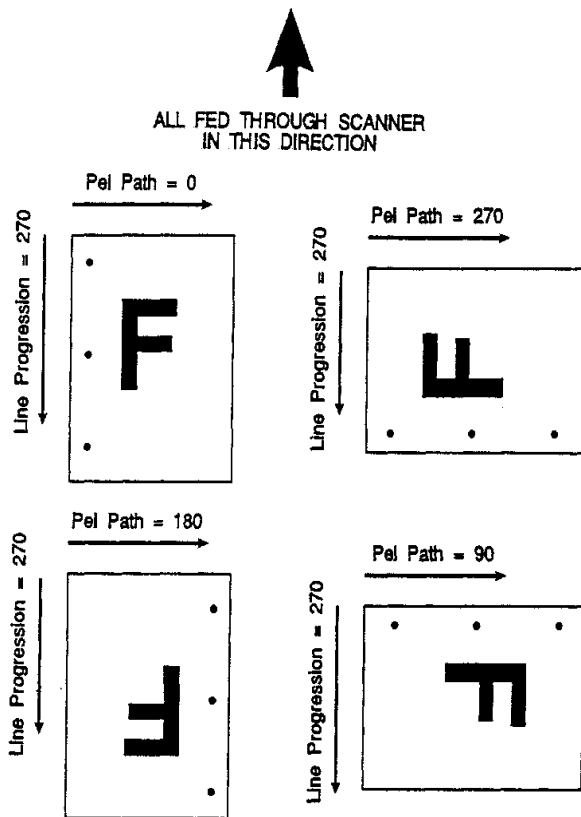 ALL FED THROUGH SCANNER
IN THIS DIRECTION
Pel Path = 0
Line Progression = 270
F
Pel Path = 270
Line Progression = 270
F
Pel Path = 180
Line Progression = 270
F
Pel Path = 90
Line Progression = 270
F